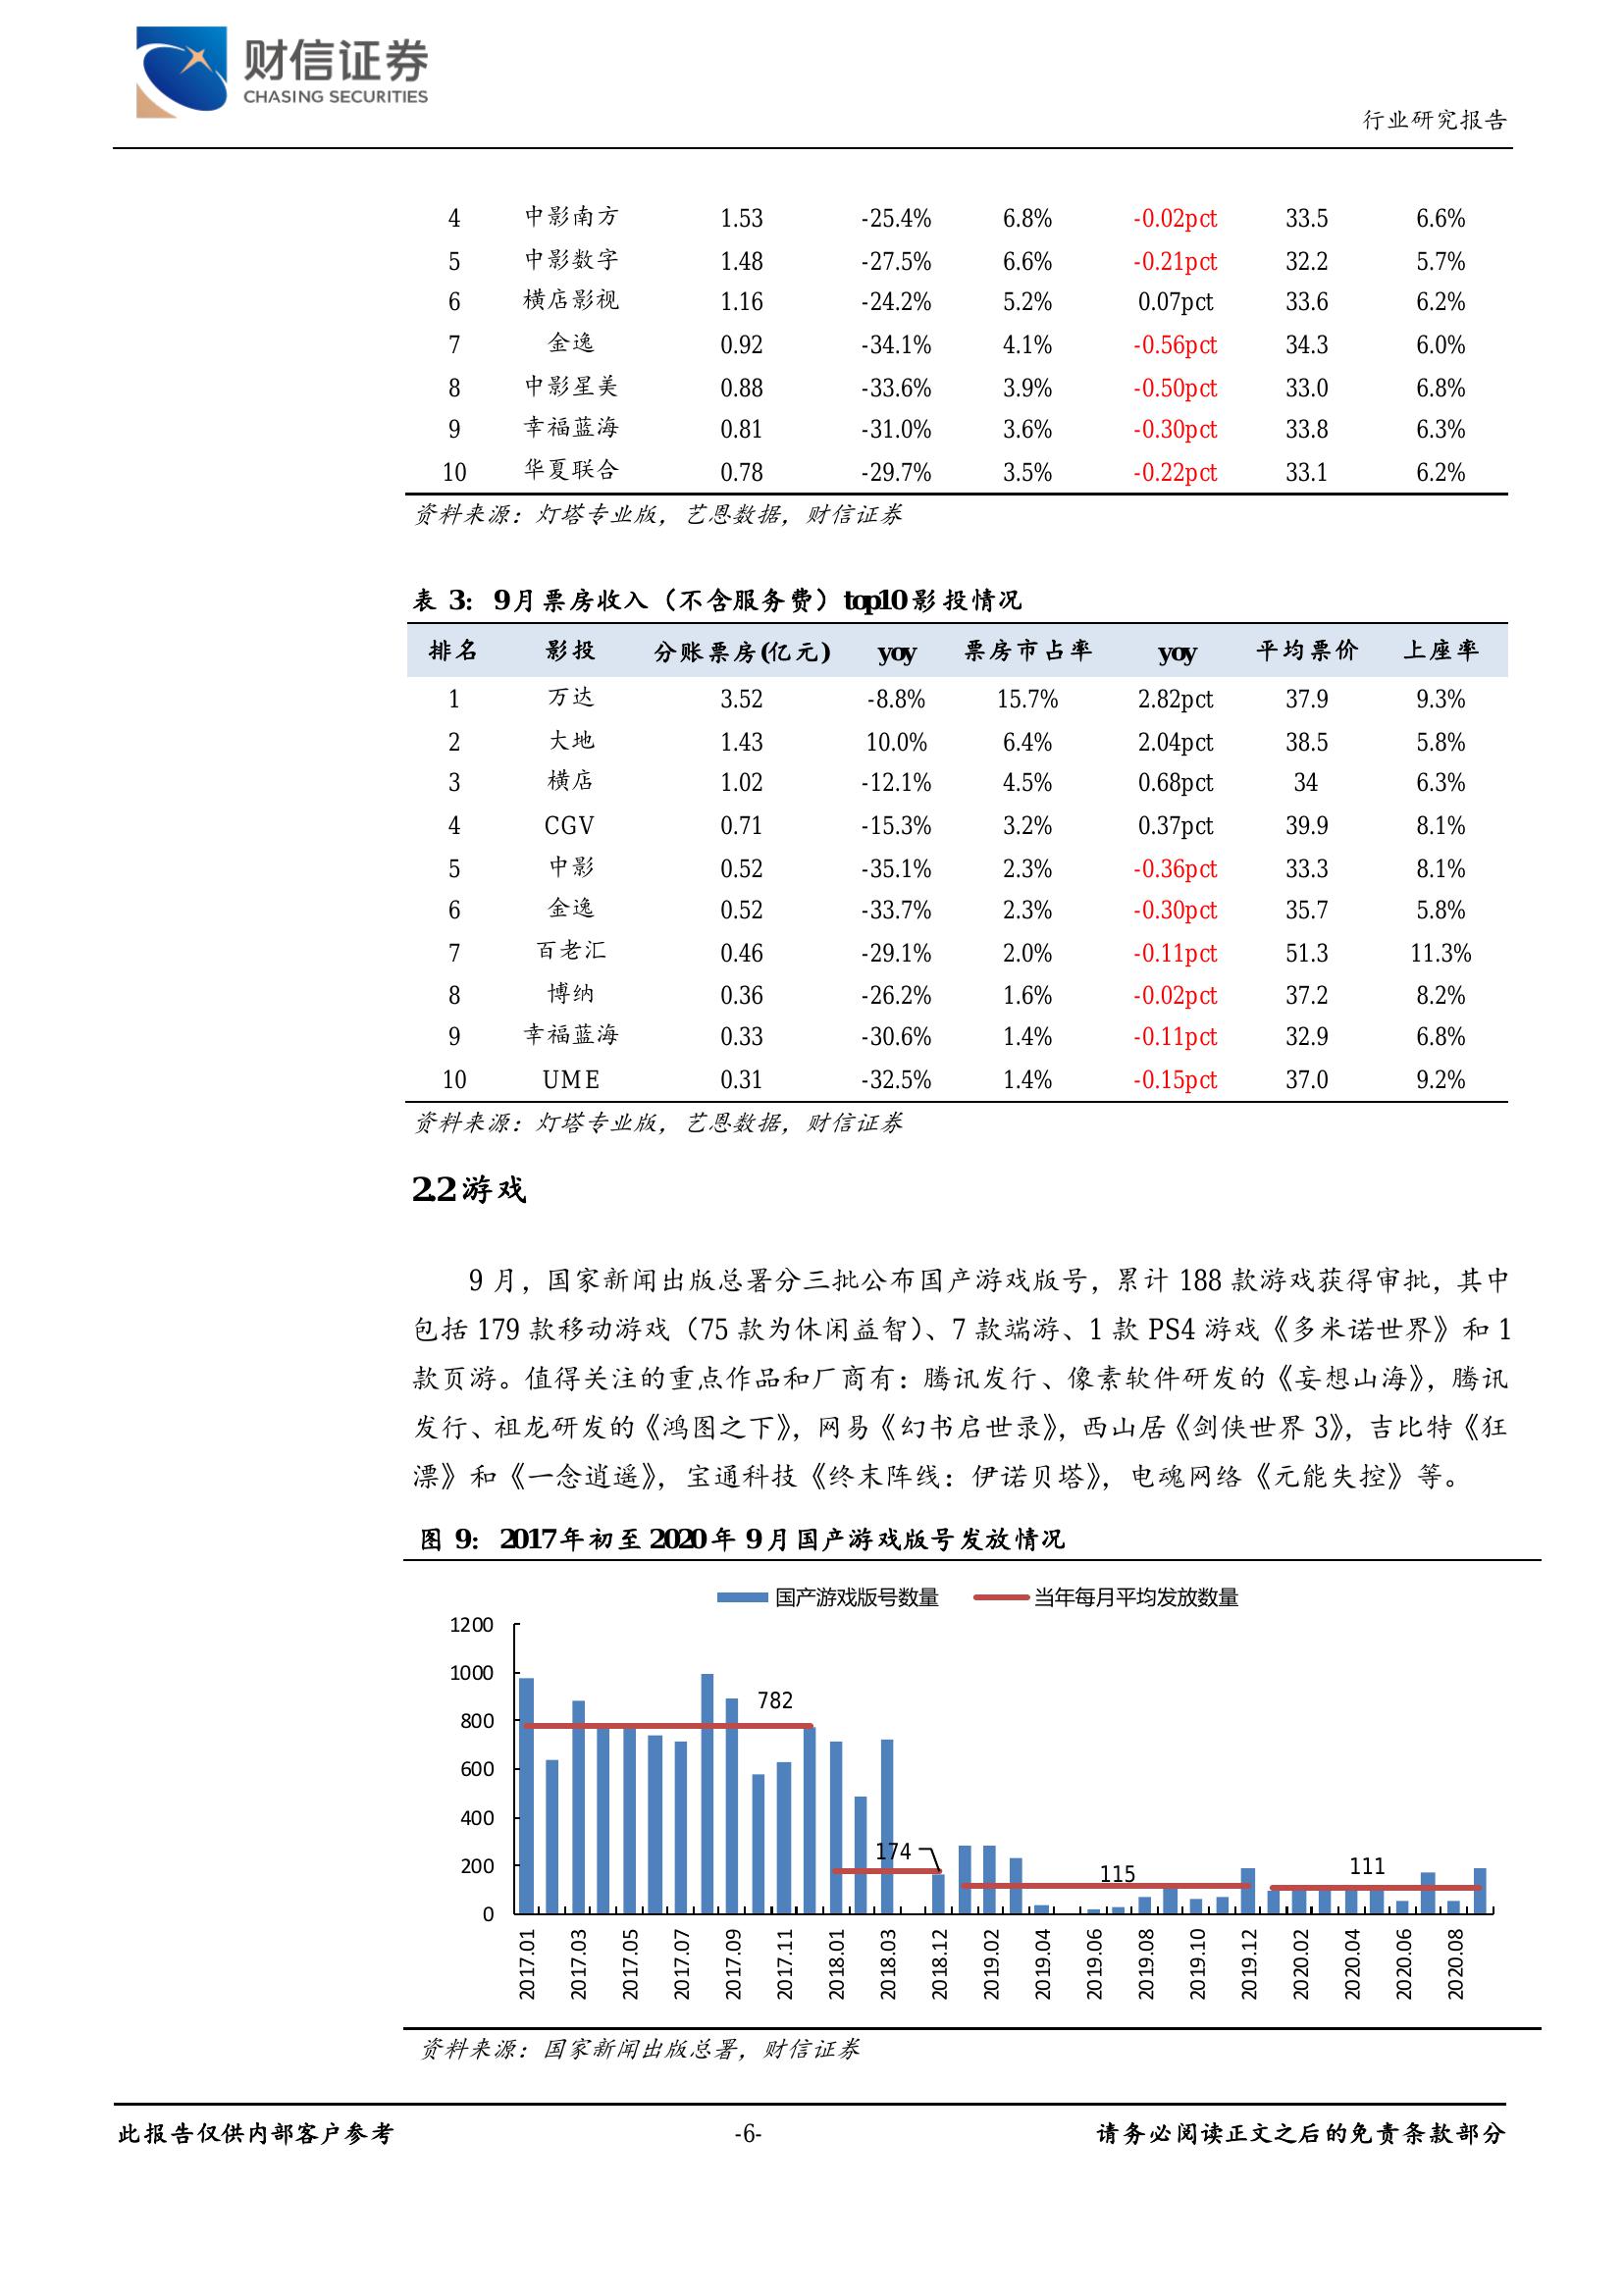 财信证券
CHASING SECURITIES
行业研究报告
4 中影南方 1.53 -25.4% 6.8% -0.02pct 33.5 6.6%
5 中影数字 1.48 -27.5% 6.6% -0.21pct 32.2 5.7%
6 横店影视 1.16 -24.2% 5.2% 0.07pct 33.6 6.2%
7 金逸 0.92 -34.1% 4.1% -0.56pct 34.3 6.0%
8 中影星美 0.88 -33.6% 3.9% -0.50pct 33.0 6.8%
9 幸福蓝海 0.81 -31.0% 3.6% -0.30pct 33.8 6.3%
10 华夏联合 0.78 -29.7% 3.5% -0.22pct 33.1 6.2%
资料来源：灯塔专业版，艺恩数据，财信证券
表 3：9月票房收入（不含服务费）top10影投情况
排名 影投 分账票房(亿元) yoy 票房市占率 yoy 平均票价 上座率
1 万达 3.52 -8.8% 15.7% 2.82pct 37.9 9.3%
2 大地 1.43 10.0% 6.4% 2.04pct 38.5 5.8%
3 横店 1.02 -12.1% 4.5% 0.68pct 34 6.3%
4 CGV 0.71 -15.3% 3.2% 0.37pct 39.9 8.1%
5 中影 0.52 -35.1% 2.3% -0.36pct 33.3 8.1%
6 金逸 0.52 -33.7% 2.3% -0.30pct 35.7 5.8%
7 百老汇 0.46 -29.1% 2.0% -0.11pct 51.3 11.3%
8 博纳 0.36 -26.2% 1.6% -0.02pct 37.2 8.2%
9 幸福蓝海 0.33 -30.6% 1.4% -0.11pct 32.9 6.8%
10 UME 0.31 -32.5% 1.4% -0.15pct 37.0 9.2%
资料来源：灯塔专业版，艺恩数据，财信证券
2.2 游戏
9 月，国家新闻出版总署分三批公布国产游戏版号，累计 188 款游戏获得审批，其中
包括 179 款移动游戏（75 款为休闲益智）、7 款端游、1 款 PS4 游戏《多米诺世界》和 1
款页游。值得关注的重点作品和厂商有：腾讯发行、像素软件研发的《妄想山海》，腾讯
发行、祖龙研发的《鸿图之下》，网易《幻书启世录》，西山居《剑侠世界 3》，吉比特《狂
漂》和《一念逍遥》，宝通科技《终末阵线：伊诺贝塔》，电魂网络《元能失控》等。
图 9：2017年初至2020年 9月国产游戏版号发放情况
国产游戏版号数量 当年每月平均发放数量
1200
1000
800
600
400
200
0
782
174
115
111
2017.01 2017.03 2017.05 2017.07 2017.09 2017.11 2018.01 2018.03 2018.12 2019.02 2019.04 2019.06 2019.08 2019.10 2019.12 2020.02 2020.04 2020.06 2020.08
资料来源：国家新闻出版总署，财信证券
此报告仅供内部客户参考 -6- 请务必阅读正文之后的免责条款部分